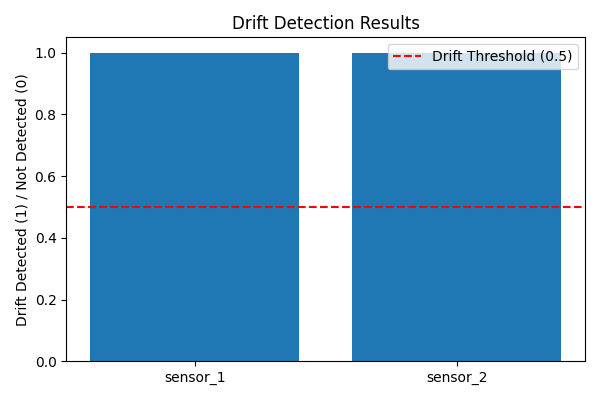 Drift Detection Results
Drift Threshold (0.5)
Drift Detected (1) / Not Detected (0)
1.0
0.8
0.6
0.4
0.2
0.0
sensor_1
sensor_2